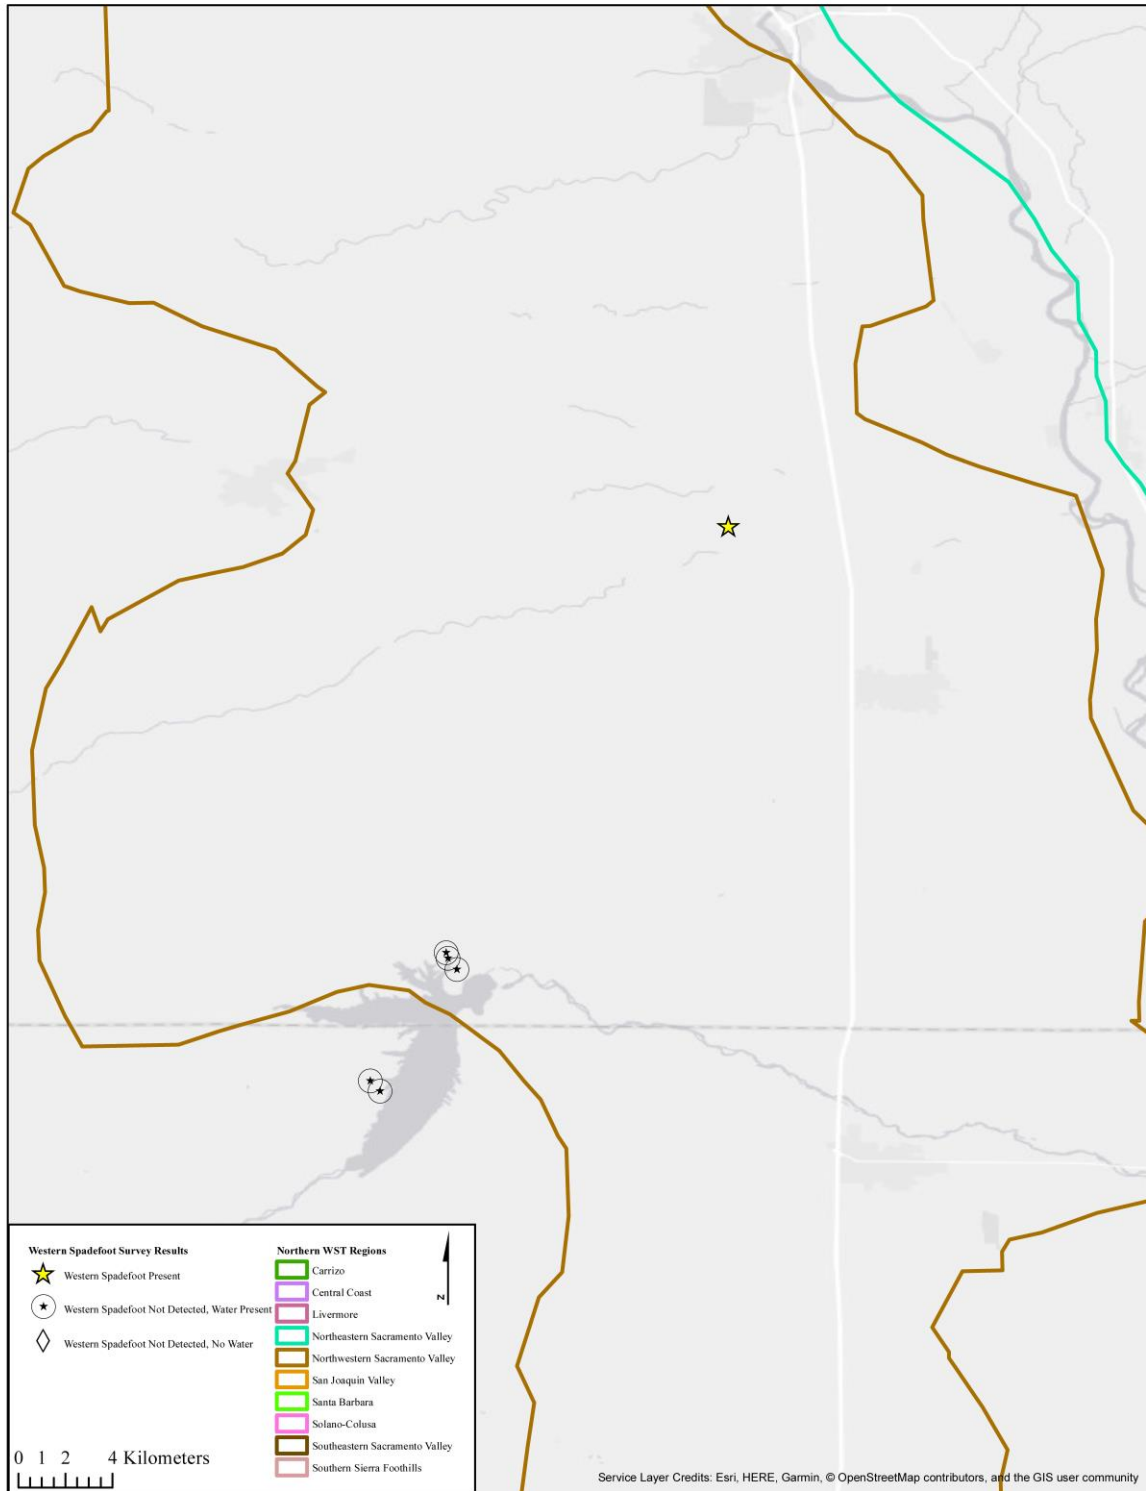 Western Spadefoot Survey Results
Western Spadefoot Present
Western Spadefoot Not Detected, Water Present
Western Spadefoot Not Detected, No Water
Northern WST Regions
Carrizo
Central Coast
Livermore
Northeastern Sacramento Valley
Northwestern Sacramento Valley
San Joaquin Valley
Santa Barbara
Solano-Colusa
Southeastern Sacramento Valley
Southern Sierra Foothills
N
0 1 2 4 Kilometers
Service Layer Credits: Esri, HERE, Garmin, © OpenStreetMap contributors, and the GIS user community